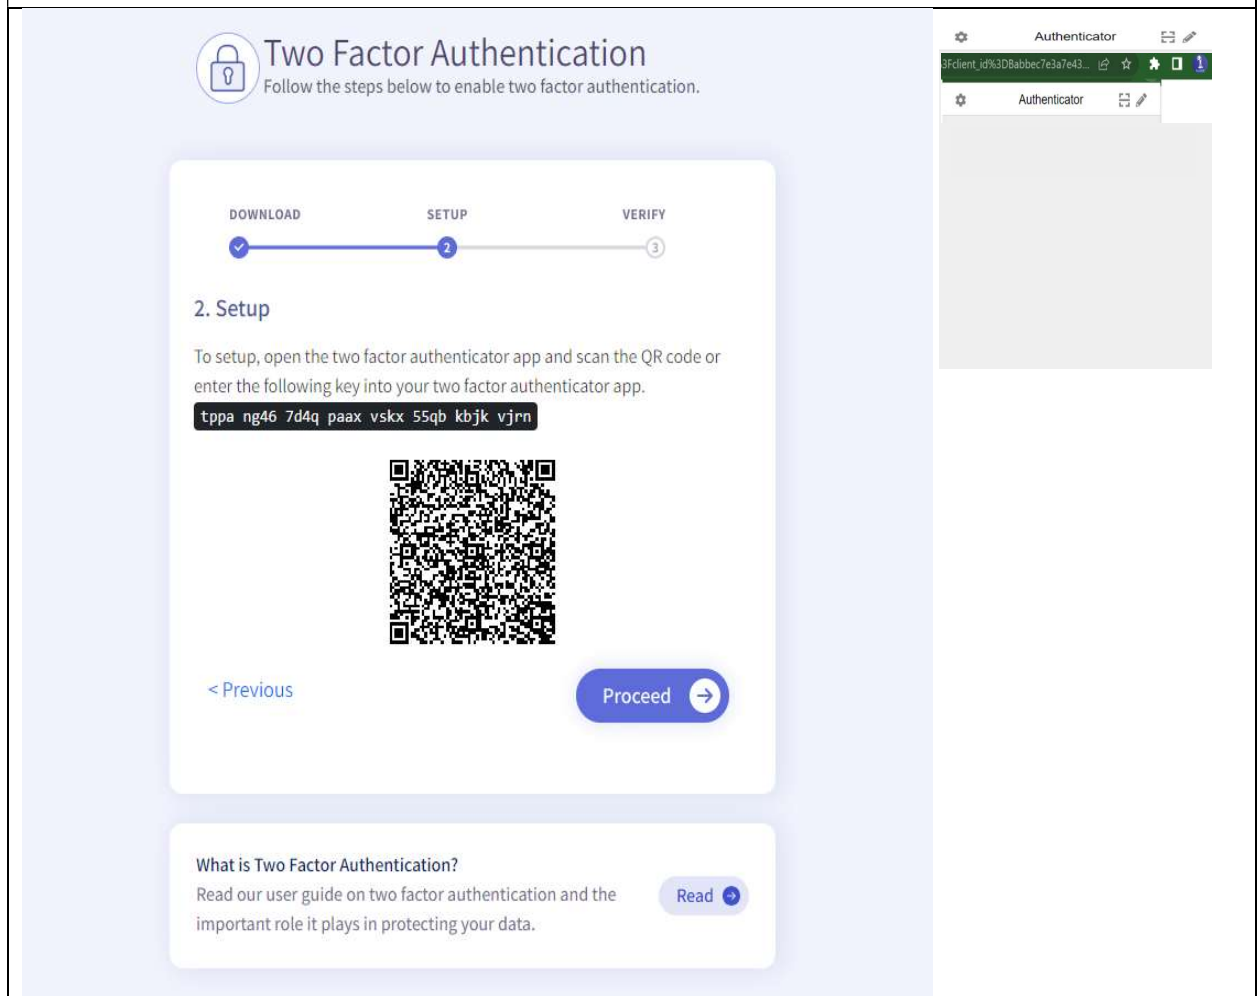 Two Factor Authentication
Follow the steps below to enable two factor authentication.
DOWNLOAD SETUP VERIFY
2 3
2. Setup
To setup, open the two factor authenticator app and scan the QR code or
enter the following key into your two factor authenticator app.
tppa ng46 7d4q paax vskx 55qb kbjk vjrn
< Previous
Proceed
What is Two Factor Authentication?
Read our user guide on two factor authentication and the
important role it plays in protecting your data.
Read
Authenticator
3Fclient_id%3DBabbec7e3a7e43...
Authenticator